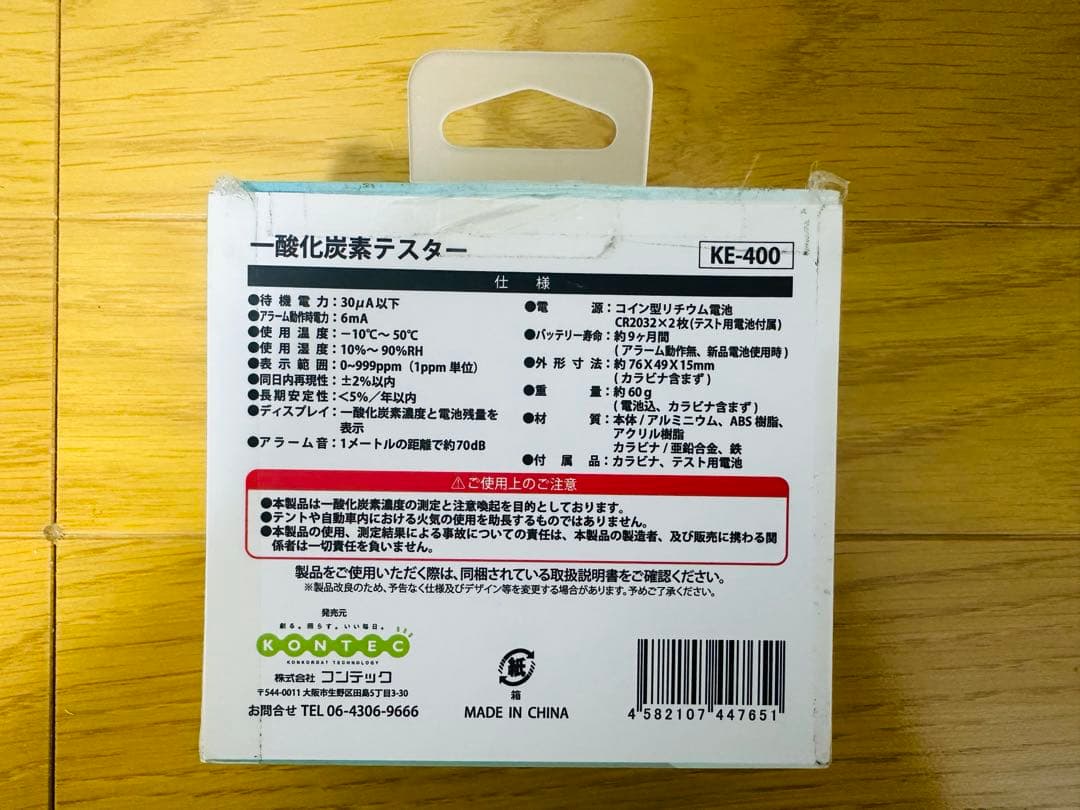 一酸化炭素テスター
KE-400
仕 様
●待機電力：30μA以下
●アラーム動作時電力：6mA
●使用温度：−10℃～50℃
●使用湿度：10%～90%RH
●表示範囲：0~999ppm（1ppm 単位）
●同日内再現性：±2%以内
●長期安定性：＜5%／年以内
●ディスプレイ：一酸化炭素濃度と電池残量を
表示
●アラーム音：1メートルの距離で約70dB
●電源：コイン型リチウム電池
CR2032×2枚(テスト用電池付属)
●バッテリー寿命：約9ヶ月間
(アラーム動作無、新品電池使用時)
●外形寸法：約76X49X15mm
(カラビナ含まず)
●重量：約60g
(電池込、カラビナ含まず)
●材質：本体/アルミニウム、ABS樹脂、
アクリル樹脂
カラビナ/亜鉛合金、鉄
●付属品：カラビナ、テスト用電池
⚠ご使用上のご注意
●本製品は一酸化炭素濃度の測定と注意喚起を目的としております。
●テントや自動車内における火気の使用を助長するものではありません。
●本製品の使用、測定結果による事故についての責任は、本製品の製造者、及び販売に携わる関
係者は一切責任を負いません。
製品をご使用いただく際は、同梱されている取扱説明書をご確認ください。
※製品改良のため、予告なく仕様及びデザイン等を変更する場合があります。予めご了承ください。
発売元
創る。照らす。いい毎日。
KONTEC
KONKORDAT TECHNOLOGY
株式会社 コンテック
〒544-0011 大阪市生野区田島5丁目3-30
お問合せ TEL 06-4306-9666
紙
箱
MADE IN CHINA
4 582107 447651